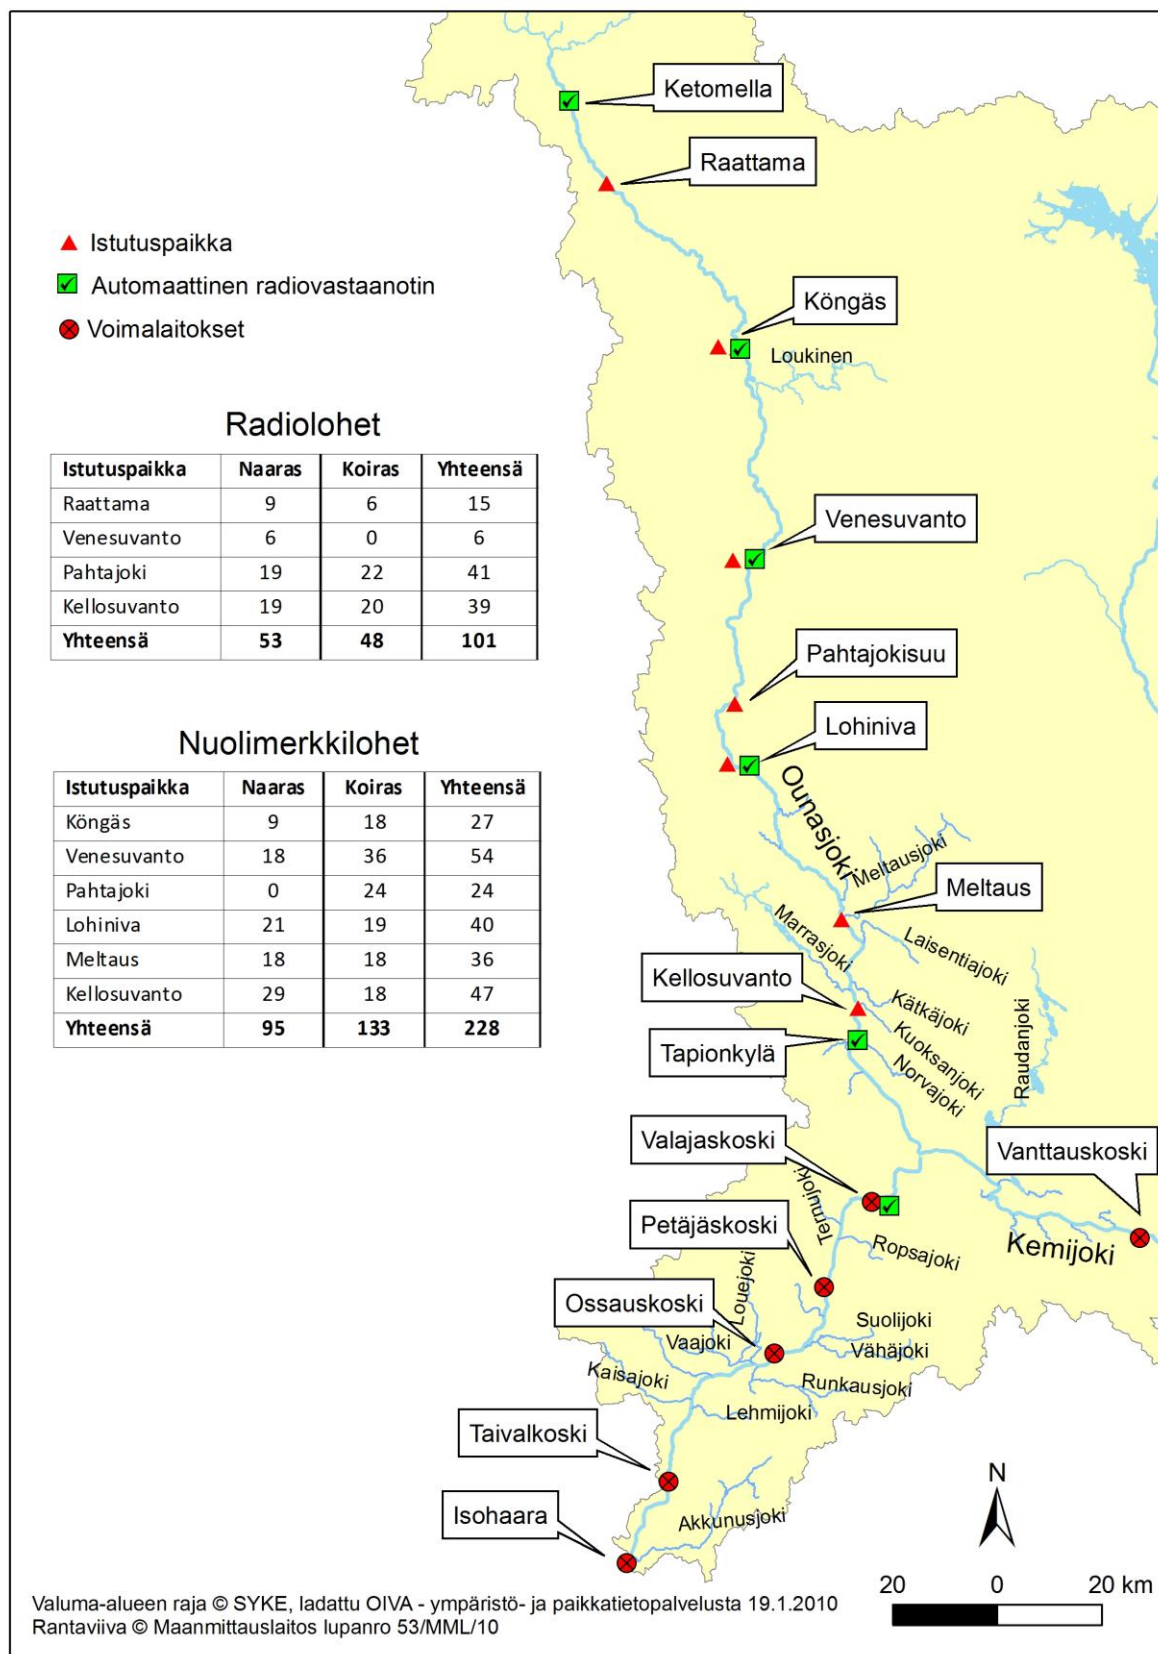 Ketomella
Raattama
Istutuspaikka
Automaattinen radiovastaanotin
Voimalaitokset
Köngäs
Loukinen
Radiolohet
Istutuspaikka Naaras Koiras Yhteensä
Raattama 9 6 15
Venesuvanto 6 0 6
Pahtajoki 19 22 41
Kellosuvanto 19 20 39
Yhteensä 53 48 101
Venesuvanto
Pahtajokisuu
Lohiniva
Nuolimerkkilohet
Istutuspaikka Naaras Koiras Yhteensä
Köngäs 9 18 27
Venesuvanto 18 36 54
Pahtajoki 0 24 24
Lohiniva 21 19 40
Meltaus 18 18 36
Kellosuvanto 29 18 47
Yhteensä 95 133 228
Ounasjoki
Meltausjoki
Meltaus
Marrasjoki
Laisentiajoki
Kellosuvanto
Kätkäjoki
Kuoksanjoki
Tapionkylä
Norvajoki
Raudanjoki
Valajaskoski
Vanttauskoski
Ternujoki
Petäjäskoski
Ropsajoki
Kemijoki
Louejoki
Ossauskoski
Suolijoki
Vaajoki
Vähäjoki
Kaisajoki
Runkausjoki
Lehmijoki
Taivalkoski
Isohaara
Akkunusjoki
N
20 0 20 km
Valuma-alueen raja © SYKE, ladattu OIVA - ympäristö- ja paikkatietopalvelusta 19.1.2010
Rantaviiva © Maanmittauslaitos lupanro 53/MML/10